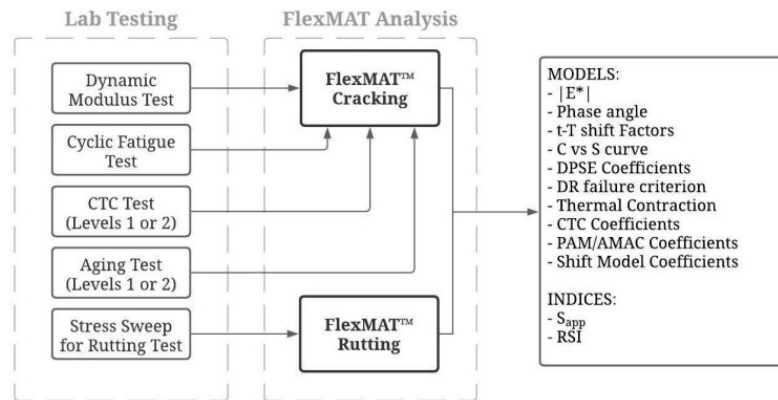 Lab Testing
FlexMAT Analysis
Dynamic
Modulus Test
Cyclic Fatigue
Test
CTC Test
(Levels 1 or 2)
Aging Test
(Levels 1 or 2)
Stress Sweep
for Rutting Test
FlexMAT™
Cracking
FlexMAT™
Rutting
MODELS:
- |E*|
- Phase angle
- t-T shift Factors
- C vs S curve
- DPSE Coefficients
- DR failure criterion
- Thermal Contraction
- CTC Coefficients
- PAM/AMAC Coefficients
- Shift Model Coefficients
INDICES:
- Sapp
- RSI